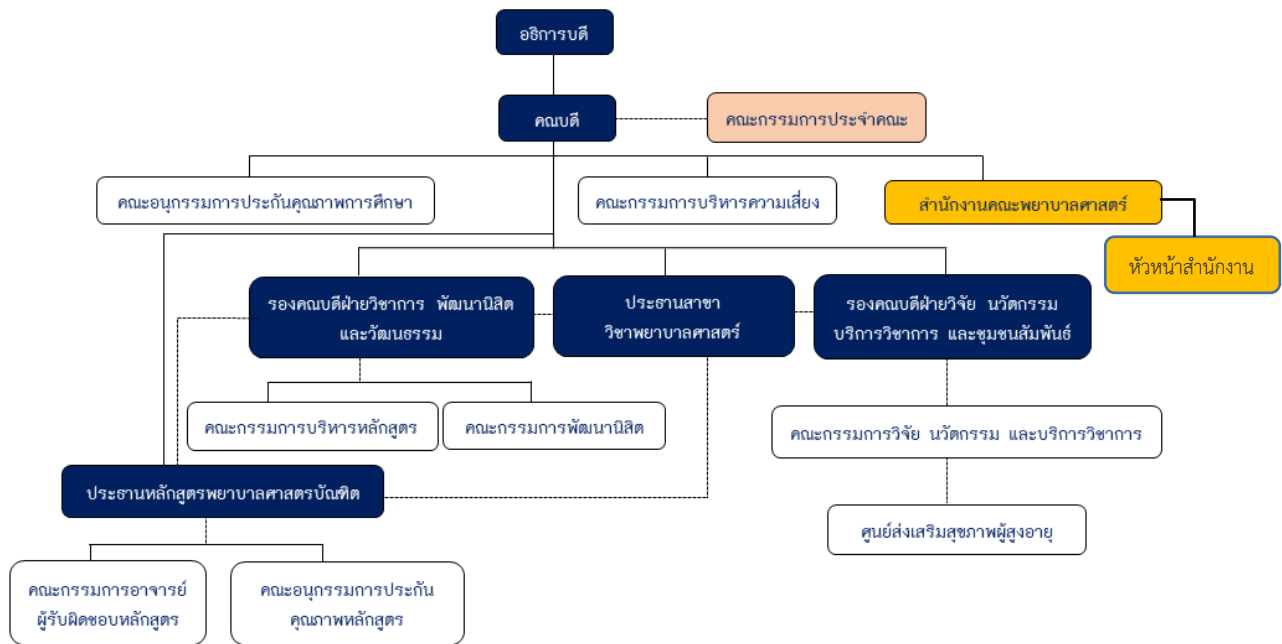 อธิการบดี
คณบดี
คณะกรรมการประจำคณะ
คณะอนุกรรมการประกันคุณภาพการศึกษา
คณะกรรมการบริหารความเสี่ยง
สำนักงานคณะพยาบาลศาสตร์
หัวหน้าสำนักงาน
รองคณบดีฝ่ายวิชาการ พัฒนานิสิต
และวัฒนธรรม
ประธานสาขา
วิชาพยาบาลศาสตร์
รองคณบดีฝ่ายวิจัย นวัตกรรม
บริการวิชาการ และชุมชนสัมพันธ์
คณะกรรมการบริหารหลักสูตร
คณะกรรมการพัฒนานิสิต
คณะกรรมการวิจัย นวัตกรรม และบริการวิชาการ
ประธานหลักสูตรพยาบาลศาสตรบัณฑิต
ศูนย์ส่งเสริมสุขภาพผู้สูงอายุ
คณะกรรมการอาจารย์
ผู้รับผิดชอบหลักสูตร
คณะอนุกรรมการประกัน
คุณภาพหลักสูตร